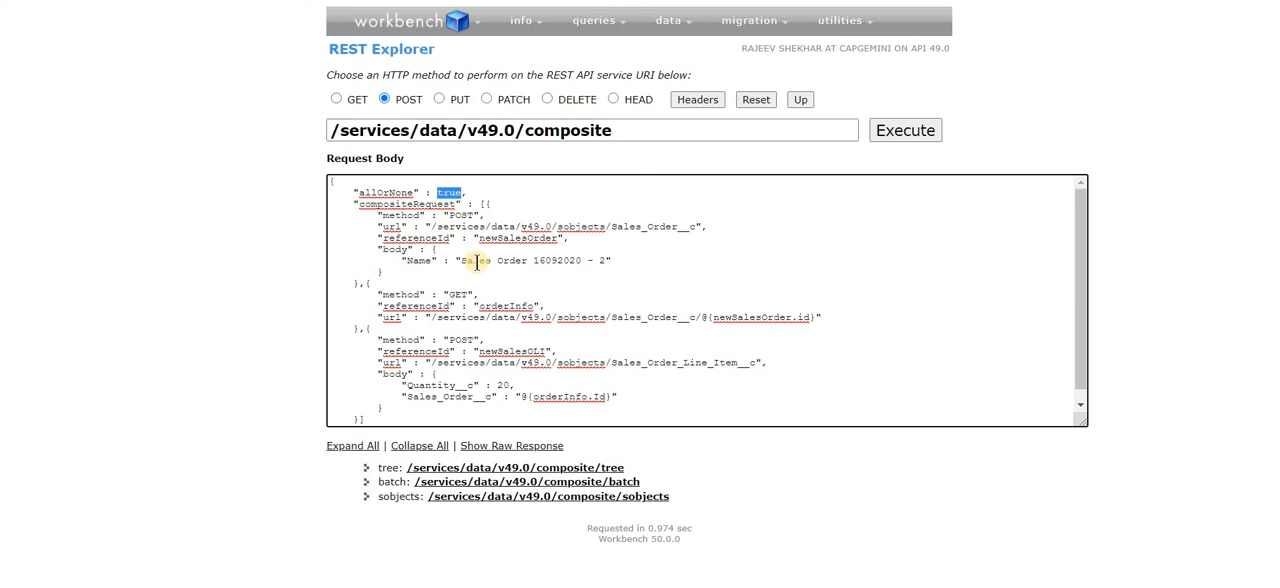 workbench info queries data migration utilities
REST Explorer
RAJEEV SHEKHAR AT CAPGEMINI ON API 49.0
Choose an HTTP method to perform on the REST API service URI below:
GET POST PUT PATCH DELETE HEAD Headers Reset Up
/services/data/v49.0/composite Execute
Request Body
{
"allOrNone" : true,
"compositeRequest" : [{
"method" : "POST",
"url" : "/services/data/v49.0/sobjects/Sales_Order__c",
"referenceId" : "newSalesOrder",
"body" : {
"Name" : "Sales Order 16092020 - 2"
}
},{
"method" : "GET",
"referenceId" : "orderInfo",
"url" : "/services/data/v49.0/sobjects/Sales_Order__c/@{newSalesOrder.id}"
},{
"method" : "POST",
"referenceId" : "newSalesOLI",
"url" : "/services/data/v49.0/sobjects/Sales_Order_Line_Item__c",
"body" : {
"Quantity__c" : 20,
"Sales_Order__c" : "@{orderInfo.Id}"
}
}]
Expand All | Collapse All | Show Raw Response
tree: /services/data/v49.0/composite/tree
batch: /services/data/v49.0/composite/batch
sobjects: /services/data/v49.0/composite/sobjects
Requested in 0.974 sec
Workbench 50.0.0